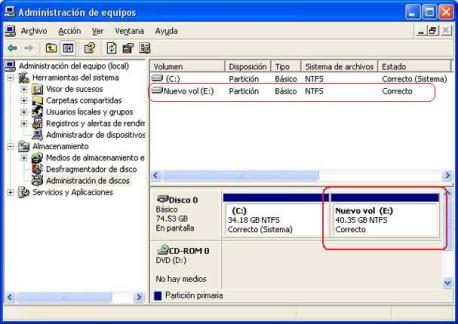 Administración de equipos
Archivo Acción Ver Ventana Ayuda
Administración del equipo (local)
Herramientas del sistema
Visor de sucesos
Carpetas compartidas
Usuarios locales y grupos
Registros y alertas de rendim
Administrador de dispositivos
Almacenamiento
Medios de almacenamiento e
Desfragmentador de disco
Administración de discos
Servicios y Aplicaciones
Volumen Disposición Tipo Sistema de archivos Estado
(C:) Partición Básico NTFS Correcto (Sistema)
Nuevo vol (E:) Partición Básico NTFS Correcto
Disco 0
Básico
74.53 GB
En pantalla
(C:)
34.18 GB NTFS
Correcto (Sistema)
Nuevo vol (E:)
40.35 GB NTFS
Correcto
CD-ROM 0
DVD (D:)
No hay medios
Partición primaria